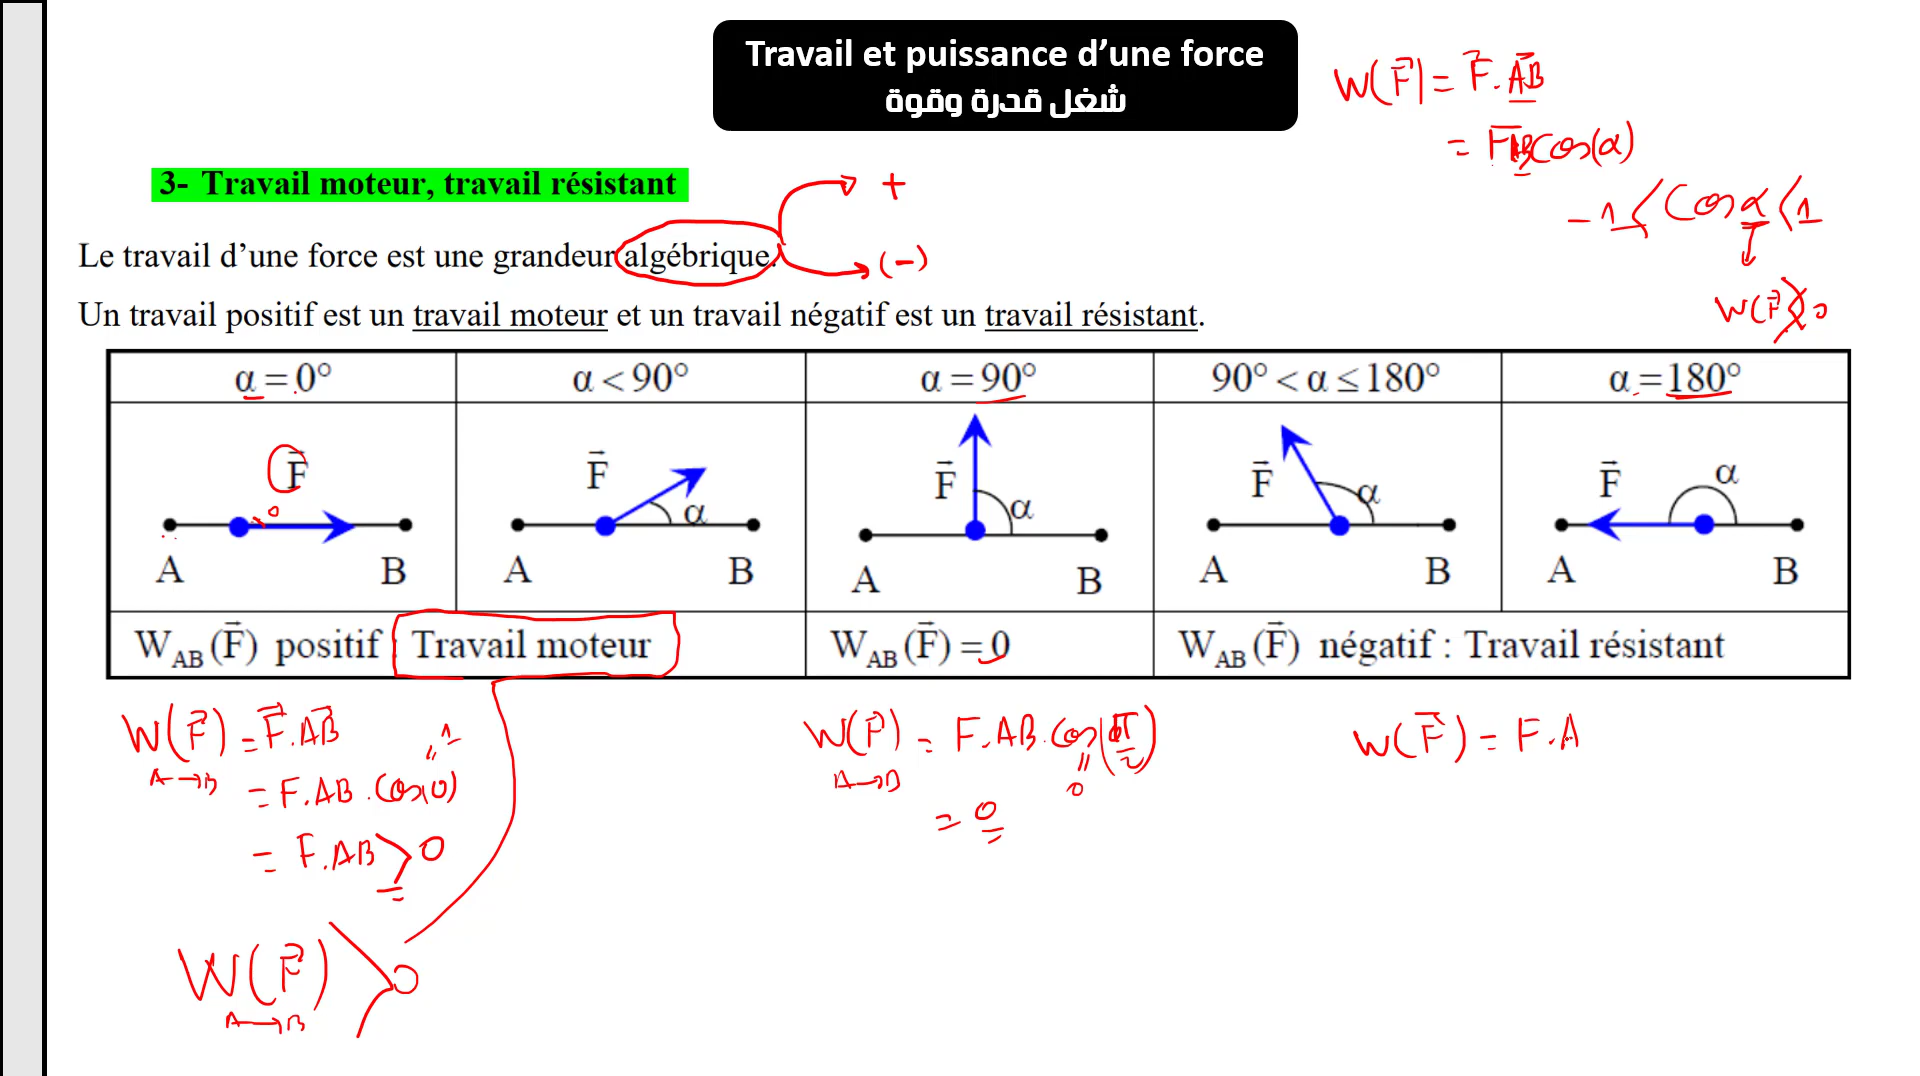 Travail et puissance d’une force
شغل قدرة وقوة
W(F⃗) = F⃗.AB⃗
= F AB cos(α)
-1 < Cos α < 1
W(F⃗) > 0
3- Travail moteur, travail résistant
+
Le travail d’une force est une grandeur algébrique.
(-)
Un travail positif est un travail moteur et un travail négatif est un travail résistant.
α = 0° α < 90° α = 90° 90° < α ≤ 180° α = 180°
F⃗ 0 A B
F⃗ α A B
F⃗ α A B
F⃗ α A B
F⃗ α A B
W_AB(F⃗) positif : Travail moteur
W_AB(F⃗) = 0
W_AB(F⃗) négatif : Travail résistant
W(F⃗) = F⃗.AB⃗
A→B
= F.AB.Cos(0)
" 1
= F.AB > 0
W(F⃗) > 0
A→B
W(F⃗) = F.AB.Cos(π/2)
A→B
" 0
= 0
W(F⃗) = F.A